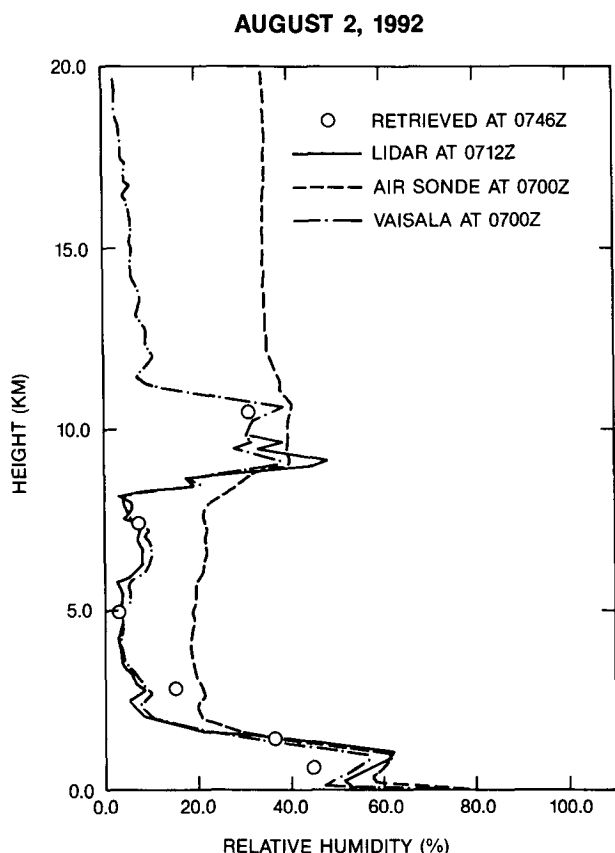 AUGUST 2, 1992
RETRIEVED AT 0746Z
LIDAR AT 0712Z
AIR SONDE AT 0700Z
VAISALA AT 0700Z
HEIGHT (KM)
20.0
15.0
10.0
5.0
0.0
0.0 20.0 40.0 60.0 80.0 100.0
RELATIVE HUMIDITY (%)